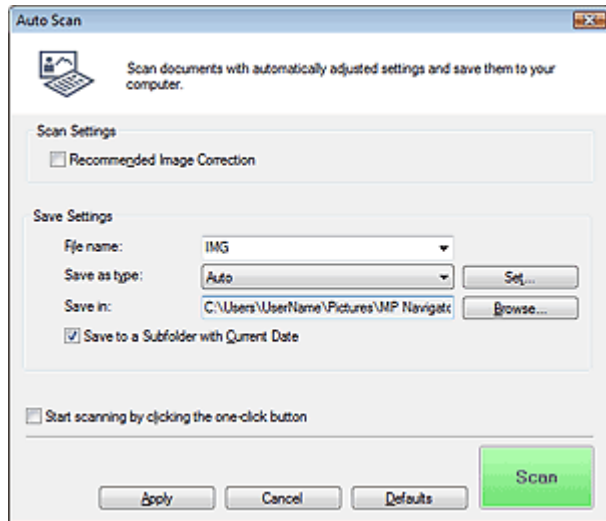 Auto Scan
Scan documents with automatically adjusted settings and save them to your
computer.
Scan Settings
Recommended Image Correction
Save Settings
File name:
IMG
Save as type:
Auto
Set...
Save in:
C:\Users\UserName\Pictures\MP Navigato
Browse...
Save to a Subfolder with Current Date
Start scanning by clicking the one-click button
Scan
Apply
Cancel
Defaults